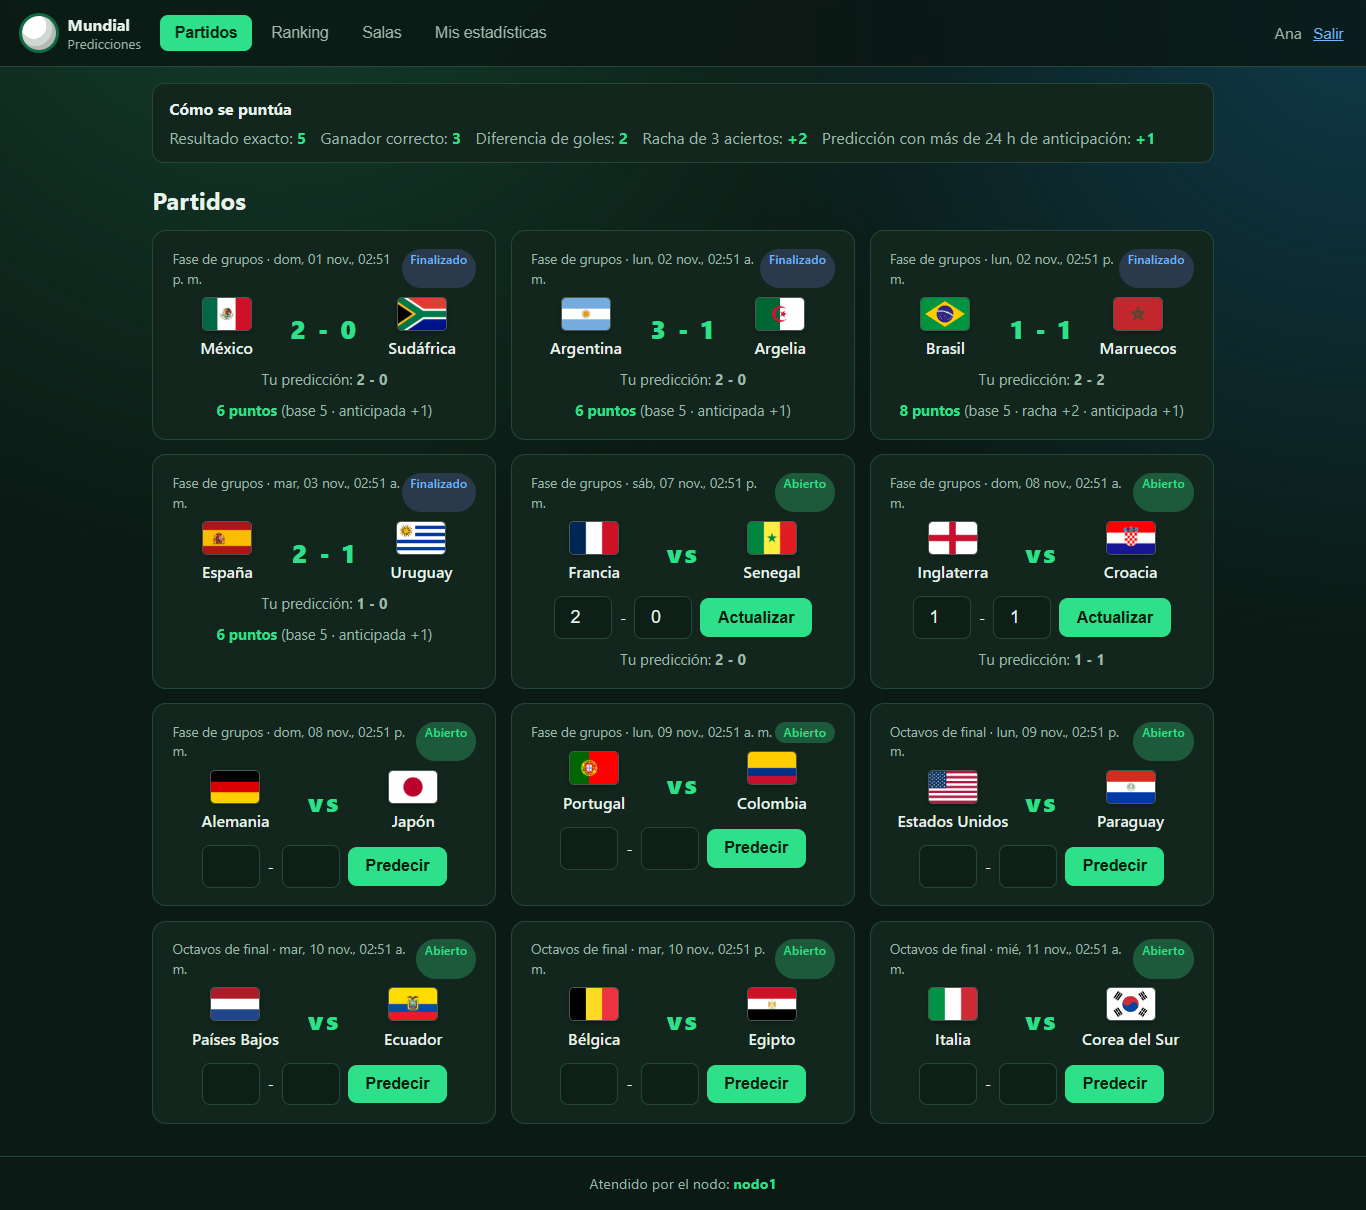 Mundial
Predicciones
Partidos
Ranking
Salas
Mis estadísticas
Ana
Salir
Cómo se puntúa
Resultado exacto: 5 Ganador correcto: 3 Diferencia de goles: 2 Racha de 3 aciertos: +2 Predicción con más de 24 h de anticipación: +1
Partidos
Fase de grupos · dom, 01 nov., 02:51
p. m.
Finalizado
México
2 - 0
Sudáfrica
Tu predicción: 2 - 0
6 puntos (base 5 · anticipada +1)
Fase de grupos · lun, 02 nov., 02:51 a.
m.
Finalizado
Argentina
3 - 1
Argelia
Tu predicción: 2 - 0
6 puntos (base 5 · anticipada +1)
Fase de grupos · lun, 02 nov., 02:51 p.
m.
Finalizado
Brasil
1 - 1
Marruecos
Tu predicción: 2 - 2
8 puntos (base 5 · racha +2 · anticipada +1)
Fase de grupos · mar, 03 nov., 02:51 a.
m.
Finalizado
España
2 - 1
Uruguay
Tu predicción: 1 - 0
6 puntos (base 5 · anticipada +1)
Fase de grupos · sáb, 07 nov., 02:51 p.
m.
Abierto
Francia
vs
Senegal
2 - 0 Actualizar
Tu predicción: 2 - 0
Fase de grupos · dom, 08 nov., 02:51 a.
m.
Abierto
Inglaterra
vs
Croacia
1 - 1 Actualizar
Tu predicción: 1 - 1
Fase de grupos · dom, 08 nov., 02:51 p.
m.
Abierto
Alemania
vs
Japón
- Predecir
Fase de grupos · lun, 09 nov., 02:51 a. m.
Abierto
Portugal
vs
Colombia
- Predecir
Octavos de final · lun, 09 nov., 02:51 p.
m.
Abierto
Estados Unidos
vs
Paraguay
- Predecir
Octavos de final · mar, 10 nov., 02:51 a.
m.
Abierto
Países Bajos
vs
Ecuador
- Predecir
Octavos de final · mar, 10 nov., 02:51 p.
m.
Abierto
Bélgica
vs
Egipto
- Predecir
Octavos de final · mié, 11 nov., 02:51 a.
m.
Abierto
Italia
vs
Corea del Sur
- Predecir
Atendido por el nodo: nodo1